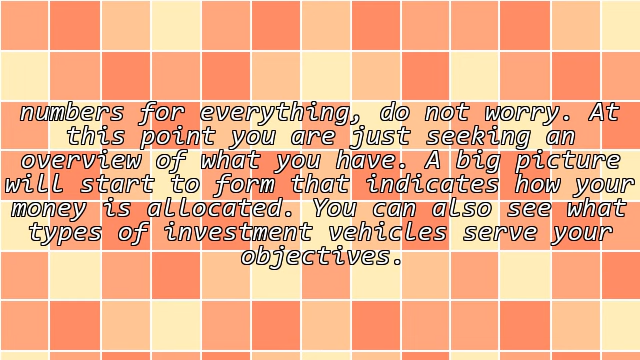 numbers for everything, do not worry. At
this point you are just seeking an
overview of what you have. A big picture
will start to form that indicates how your
money is allocated. You can also see what
types of investment vehicles serve your
objectives.